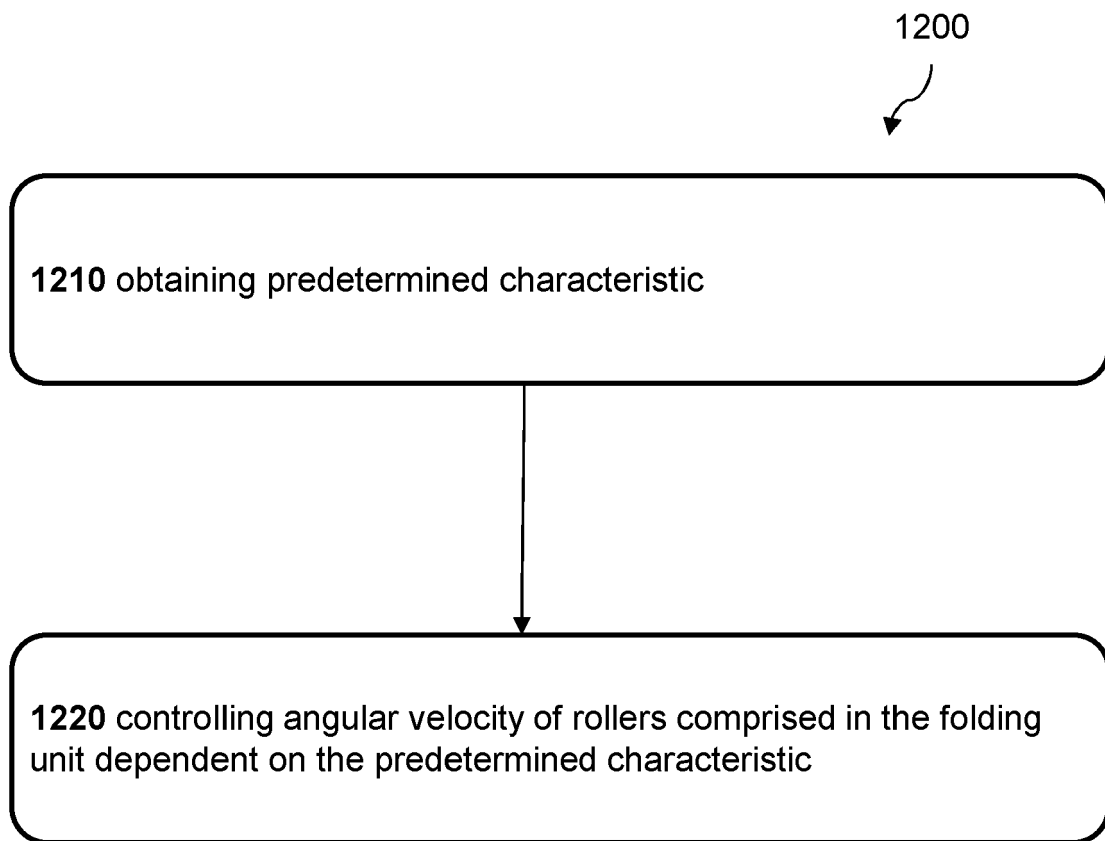 1200
1210 obtaining predetermined characteristic
1220 controlling angular velocity of rollers comprised in the folding
unit dependent on the predetermined characteristic